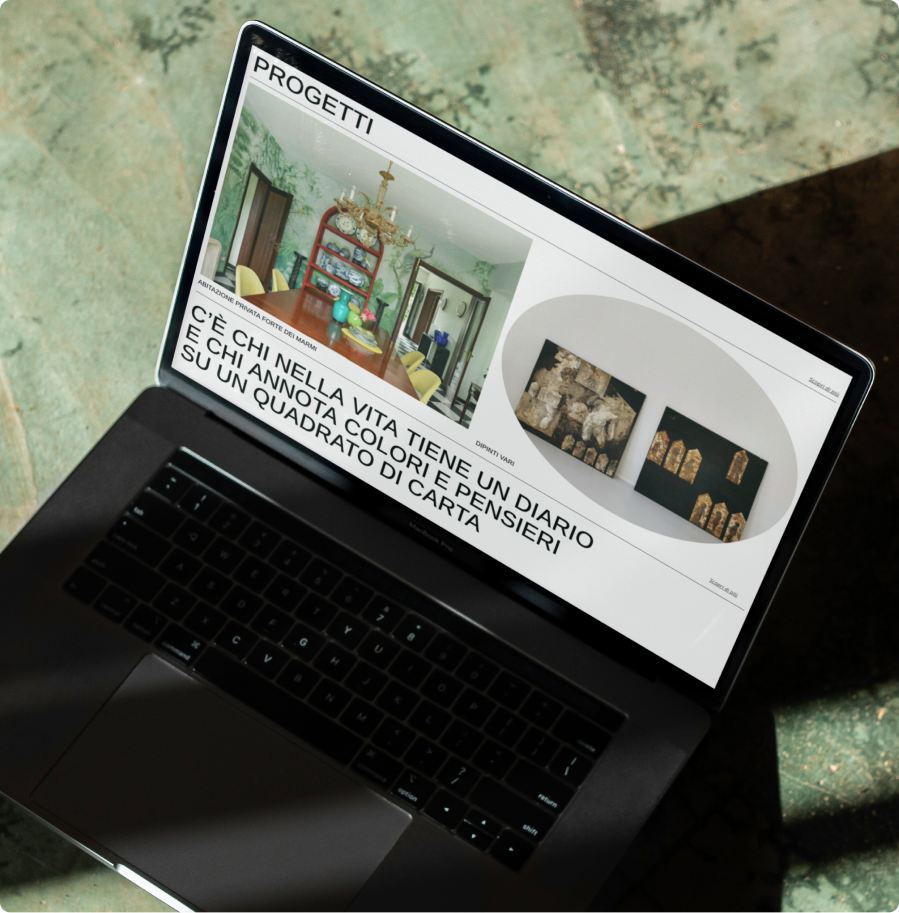 PROGETTI
Scopri di più
ABITAZIONE PRIVATA FORTE DEI MARMI
DIPINTI VARI
C'È CHI NELLA VITA TIENE UN DIARIO
E CHI ANNOTA COLORI E PENSIERI
SU UN QUADRATO DI CARTA
Scopri di più
MacBook Pro
Q W
Y U
C V G H
B N J K
M L
command
option
return
shift